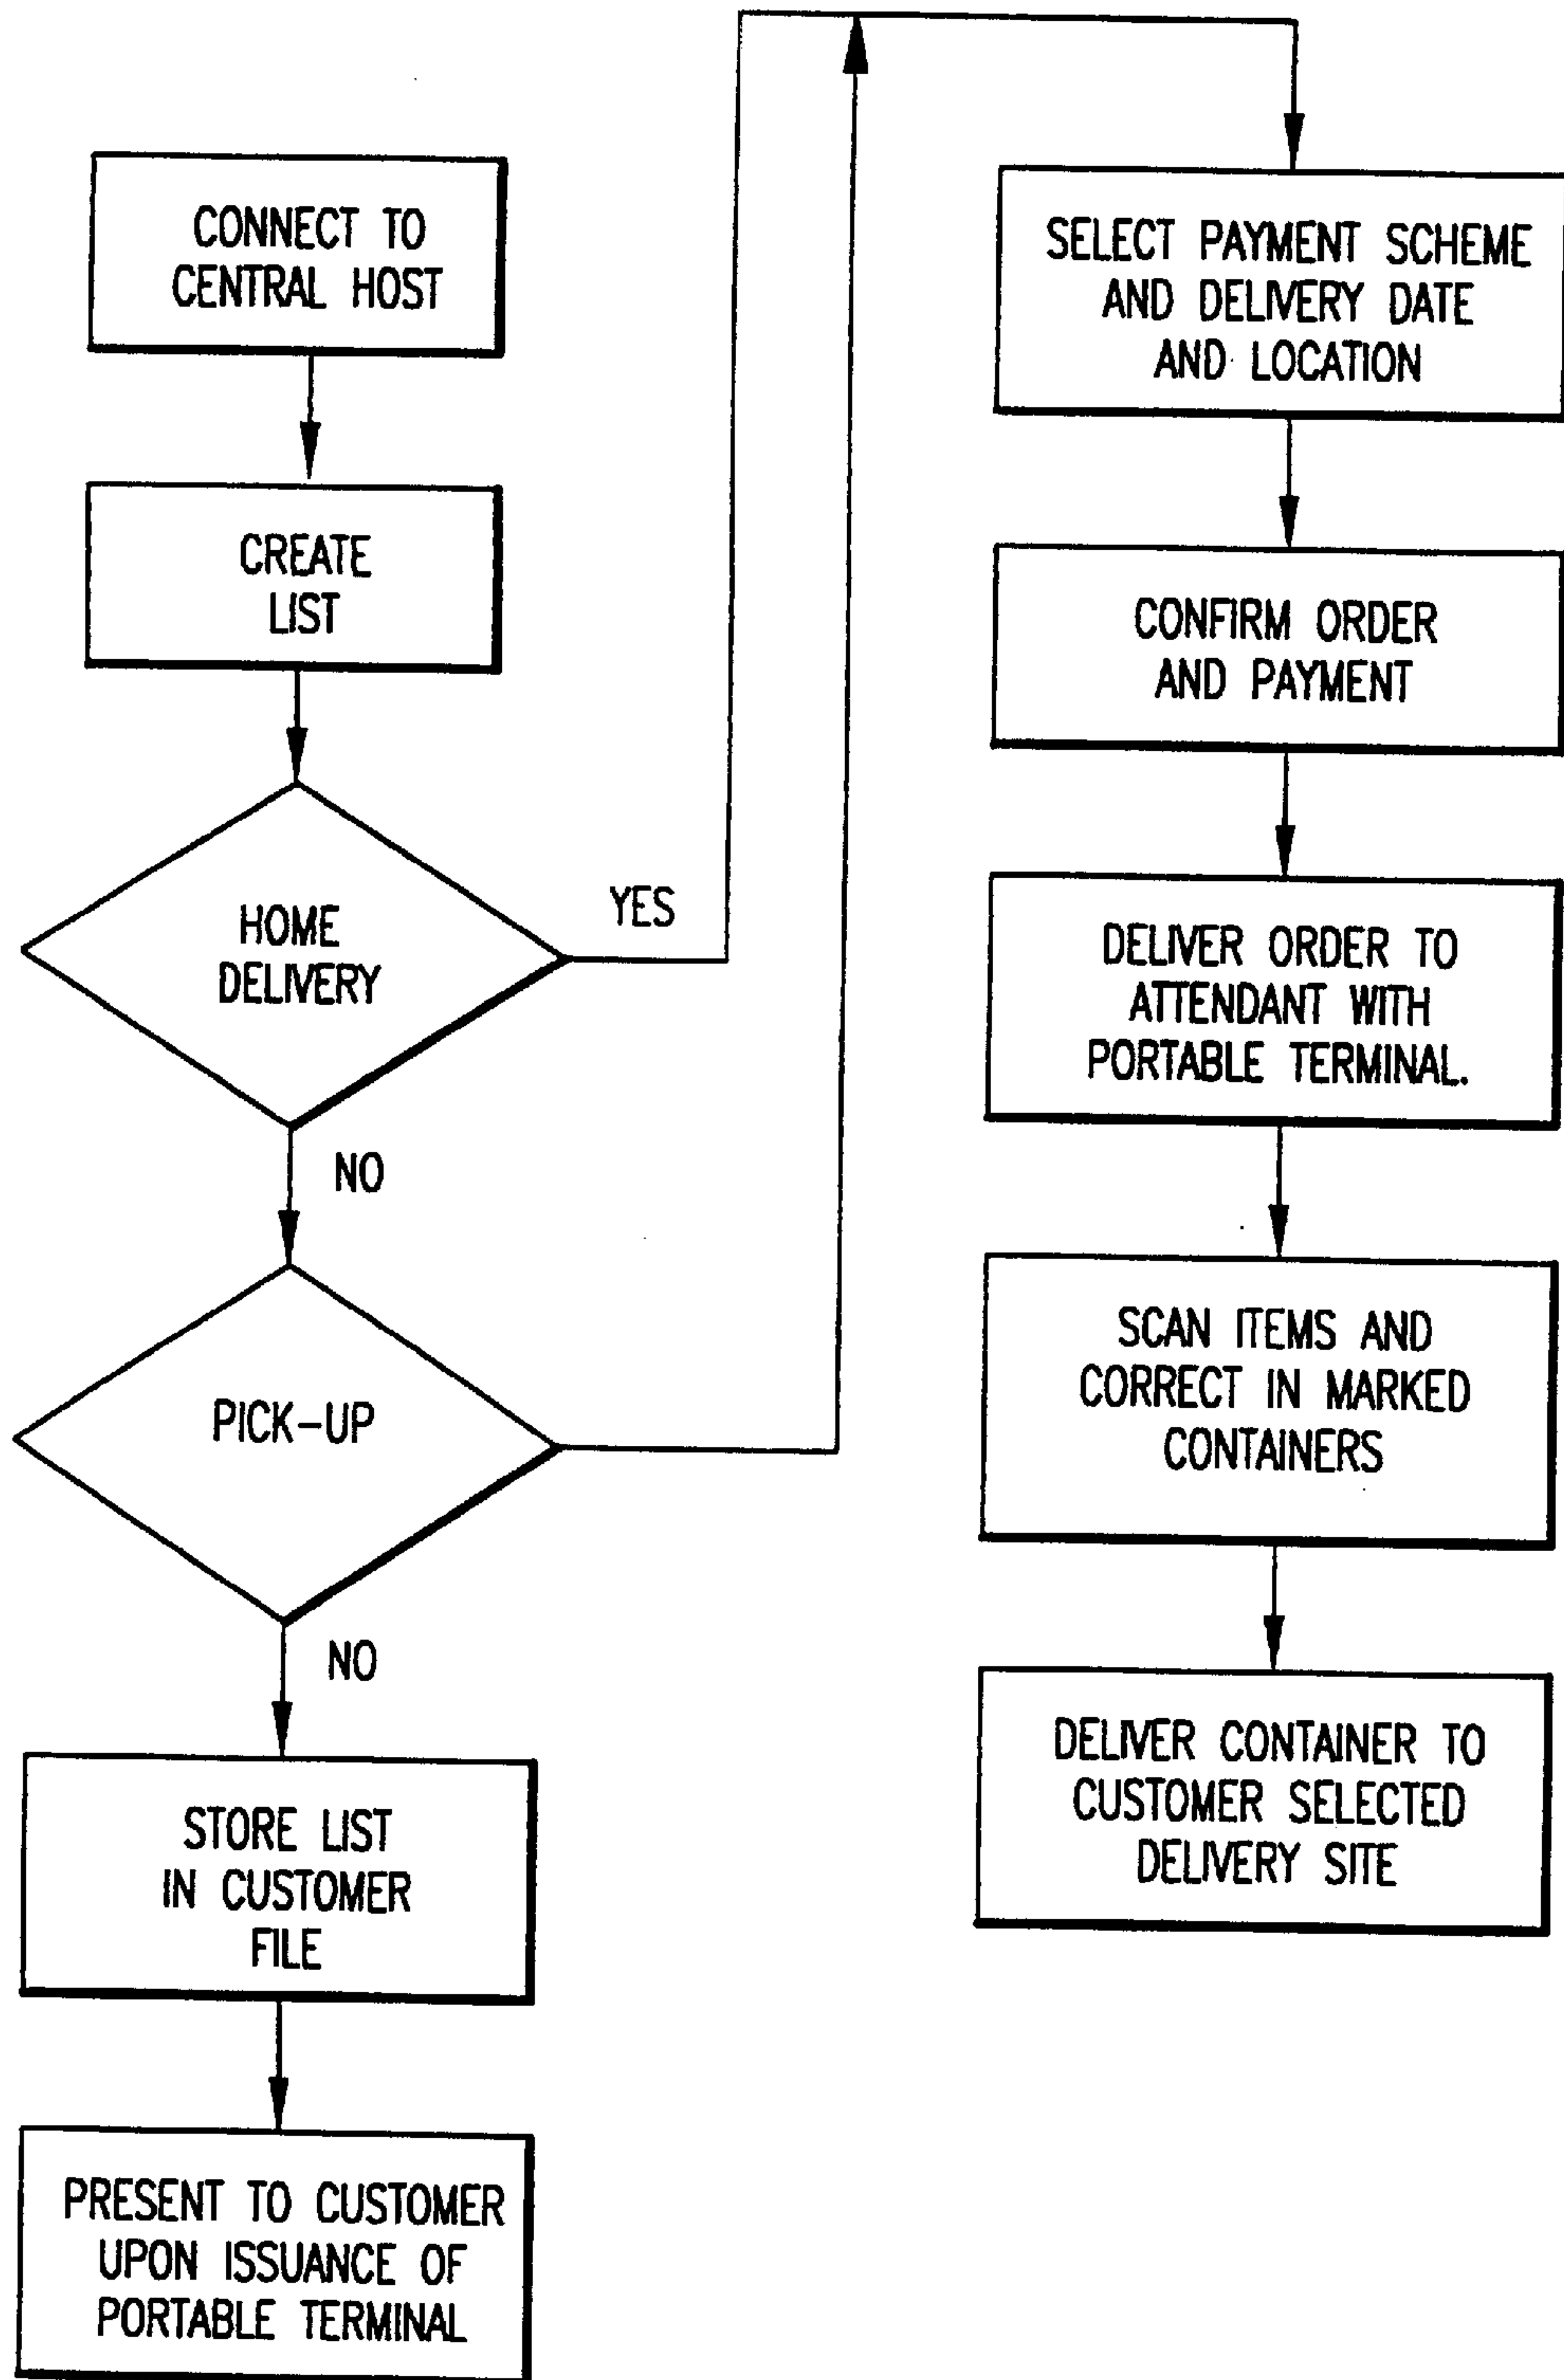 CONNECT TO
CENTRAL HOST
CREATE
LIST
HOME
DELIVERY
YES
NO
PICK-UP
NO
STORE LIST
IN CUSTOMER
FILE
PRESENT TO CUSTOMER
UPON ISSUANCE OF
PORTABLE TERMINAL
SELECT PAYMENT SCHEME
AND DELIVERY DATE
AND LOCATION
CONFIRM ORDER
AND PAYMENT
DELIVER ORDER TO
ATTENDANT WITH
PORTABLE TERMINAL.
SCAN ITEMS AND
CORRECT IN MARKED
CONTAINERS
DELIVER CONTAINER TO
CUSTOMER SELECTED
DELIVERY SITE